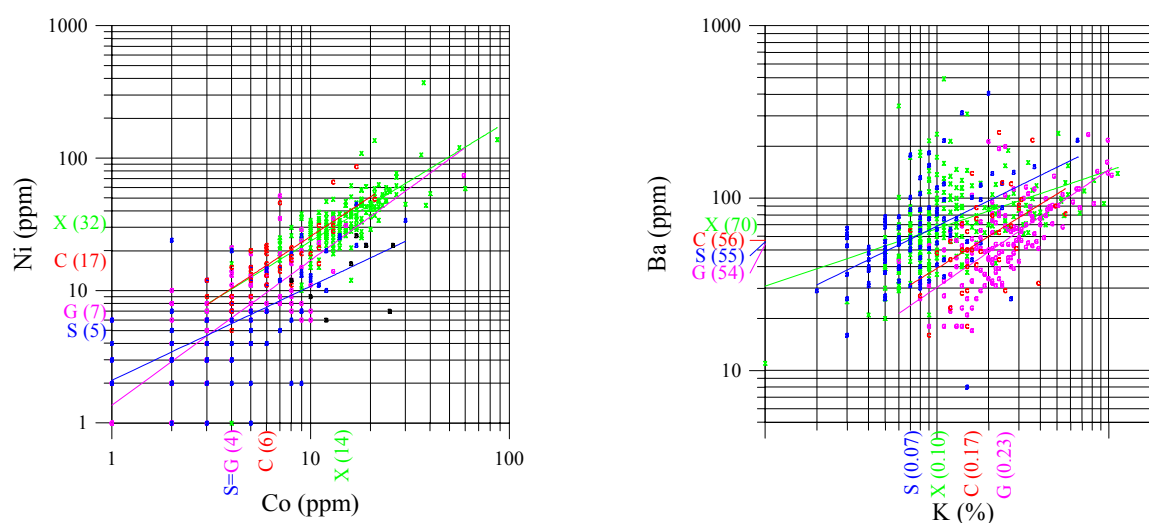 1000
100
10
1
Ni (ppm)
X (32)
C (17)
G (7)
S (5)
1
10
100
S=G (4)
C (6)
X (14)
Co (ppm)
1000
100
10
Ba (ppm)
X (70)
C (56)
S (55)
G (54)
S (0.07)
X (0.10)
C (0.17)
G (0.23)
K (%)